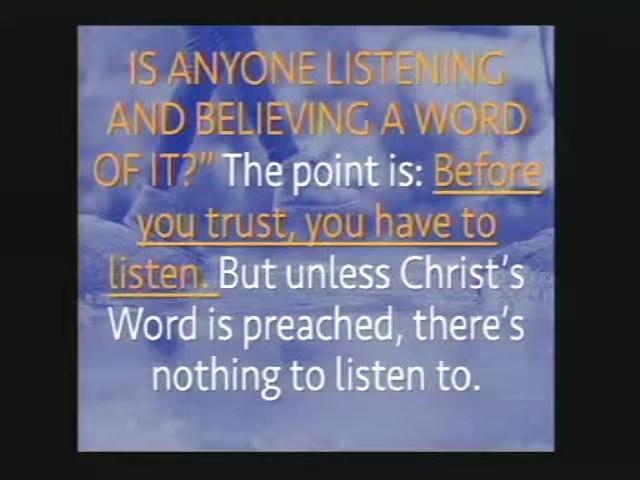 IS ANYONE LISTENING
AND BELIEVING A WORD
OF IT?” The point is: Before
you trust, you have to
listen. But unless Christ’s
Word is preached, there’s
nothing to listen to.